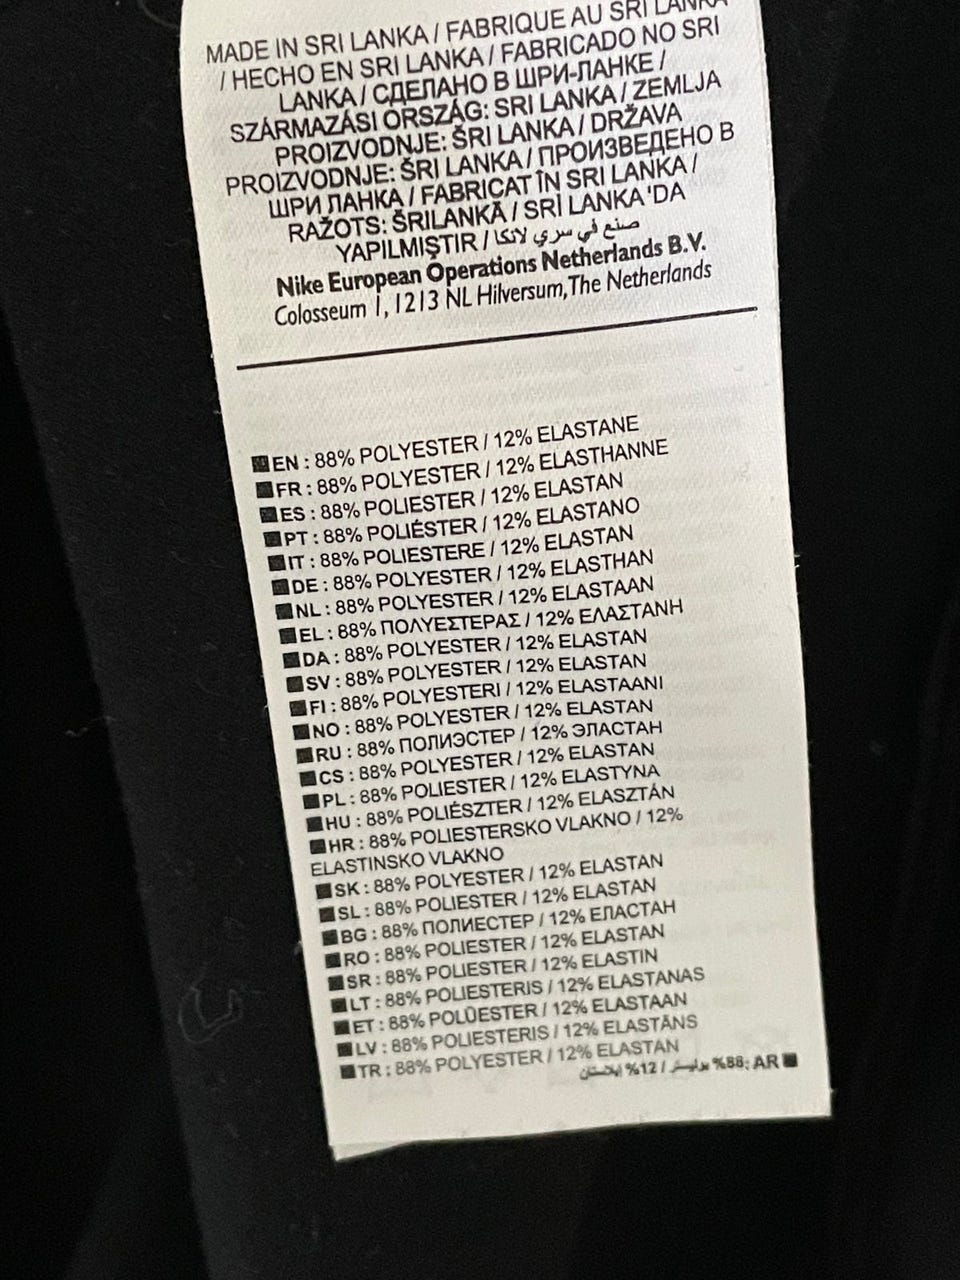 MADE IN SRI LANKA / FABRIQUE AU SRI LANKA
/ HECHO EN SRI LANKA / FABRICADO NO SRI
LANKA / СДЕЛАНО В ШРИ-ЛАНКЕ /
SZÁRMAZÁSI ORSZÁG: SRI LANKA / ZEMLJA
PROIZVODNJE: ŠRI LANKA / DRŽAVA
PROIZVODNJE: ŠRI LANKA / ПРОИЗВЕДЕНО В
ШРИ ЛАНКА / FABRICAT ÎN SRI LANKA /
RAŽOTS: ŠRILANKĀ / SRİ LANKA 'DA
YAPILMIŞTIR / صنع في سري لانكا
Nike European Operations Netherlands B.V.
Colosseum 1, 1213 NL Hilversum, The Netherlands
EN : 88% POLYESTER / 12% ELASTANE
FR : 88% POLYESTER / 12% ELASTHANNE
ES : 88% POLIESTER / 12% ELASTAN
PT : 88% POLIÉSTER / 12% ELASTANO
IT : 88% POLIESTERE / 12% ELASTAN
DE : 88% POLYESTER / 12% ELASTHAN
NL : 88% POLYESTER / 12% ELASTAAN
EL : 88% ΠΟΛΥΕΣΤΕΡΑΣ / 12% ΕΛΑΣΤΑΝΗ
DA : 88% POLYESTER / 12% ELASTAN
SV : 88% POLYESTER / 12% ELASTAN
FI : 88% POLYESTERI / 12% ELASTAANI
NO : 88% POLYESTER / 12% ELASTAN
RU : 88% ПОЛИЭСТЕР / 12% ЭЛАСТАН
CS : 88% POLYESTER / 12% ELASTAN
PL : 88% POLIESTER / 12% ELASTYNA
HU : 88% POLIÉSZTER / 12% ELASZTÁN
HR : 88% POLIESTERSKO VLAKNO / 12%
ELASTINSKO VLAKNO
SK : 88% POLYESTER / 12% ELASTAN
SL : 88% POLIESTER / 12% ELASTAN
BG : 88% ПОЛИЕСТЕР / 12% ЕЛАСТАН
RO : 88% POLIESTER / 12% ELASTAN
SR : 88% POLIESTER / 12% ELASTIN
LT : 88% POLIESTERIS / 12% ELASTANAS
ET : 88% POLÜESTER / 12% ELASTAAN
LV : 88% POLIESTERIS / 12% ELASTĀNS
TR : 88% POLYESTER / 12% ELASTAN
AR :88% بوليستر / 12% ايلاستان